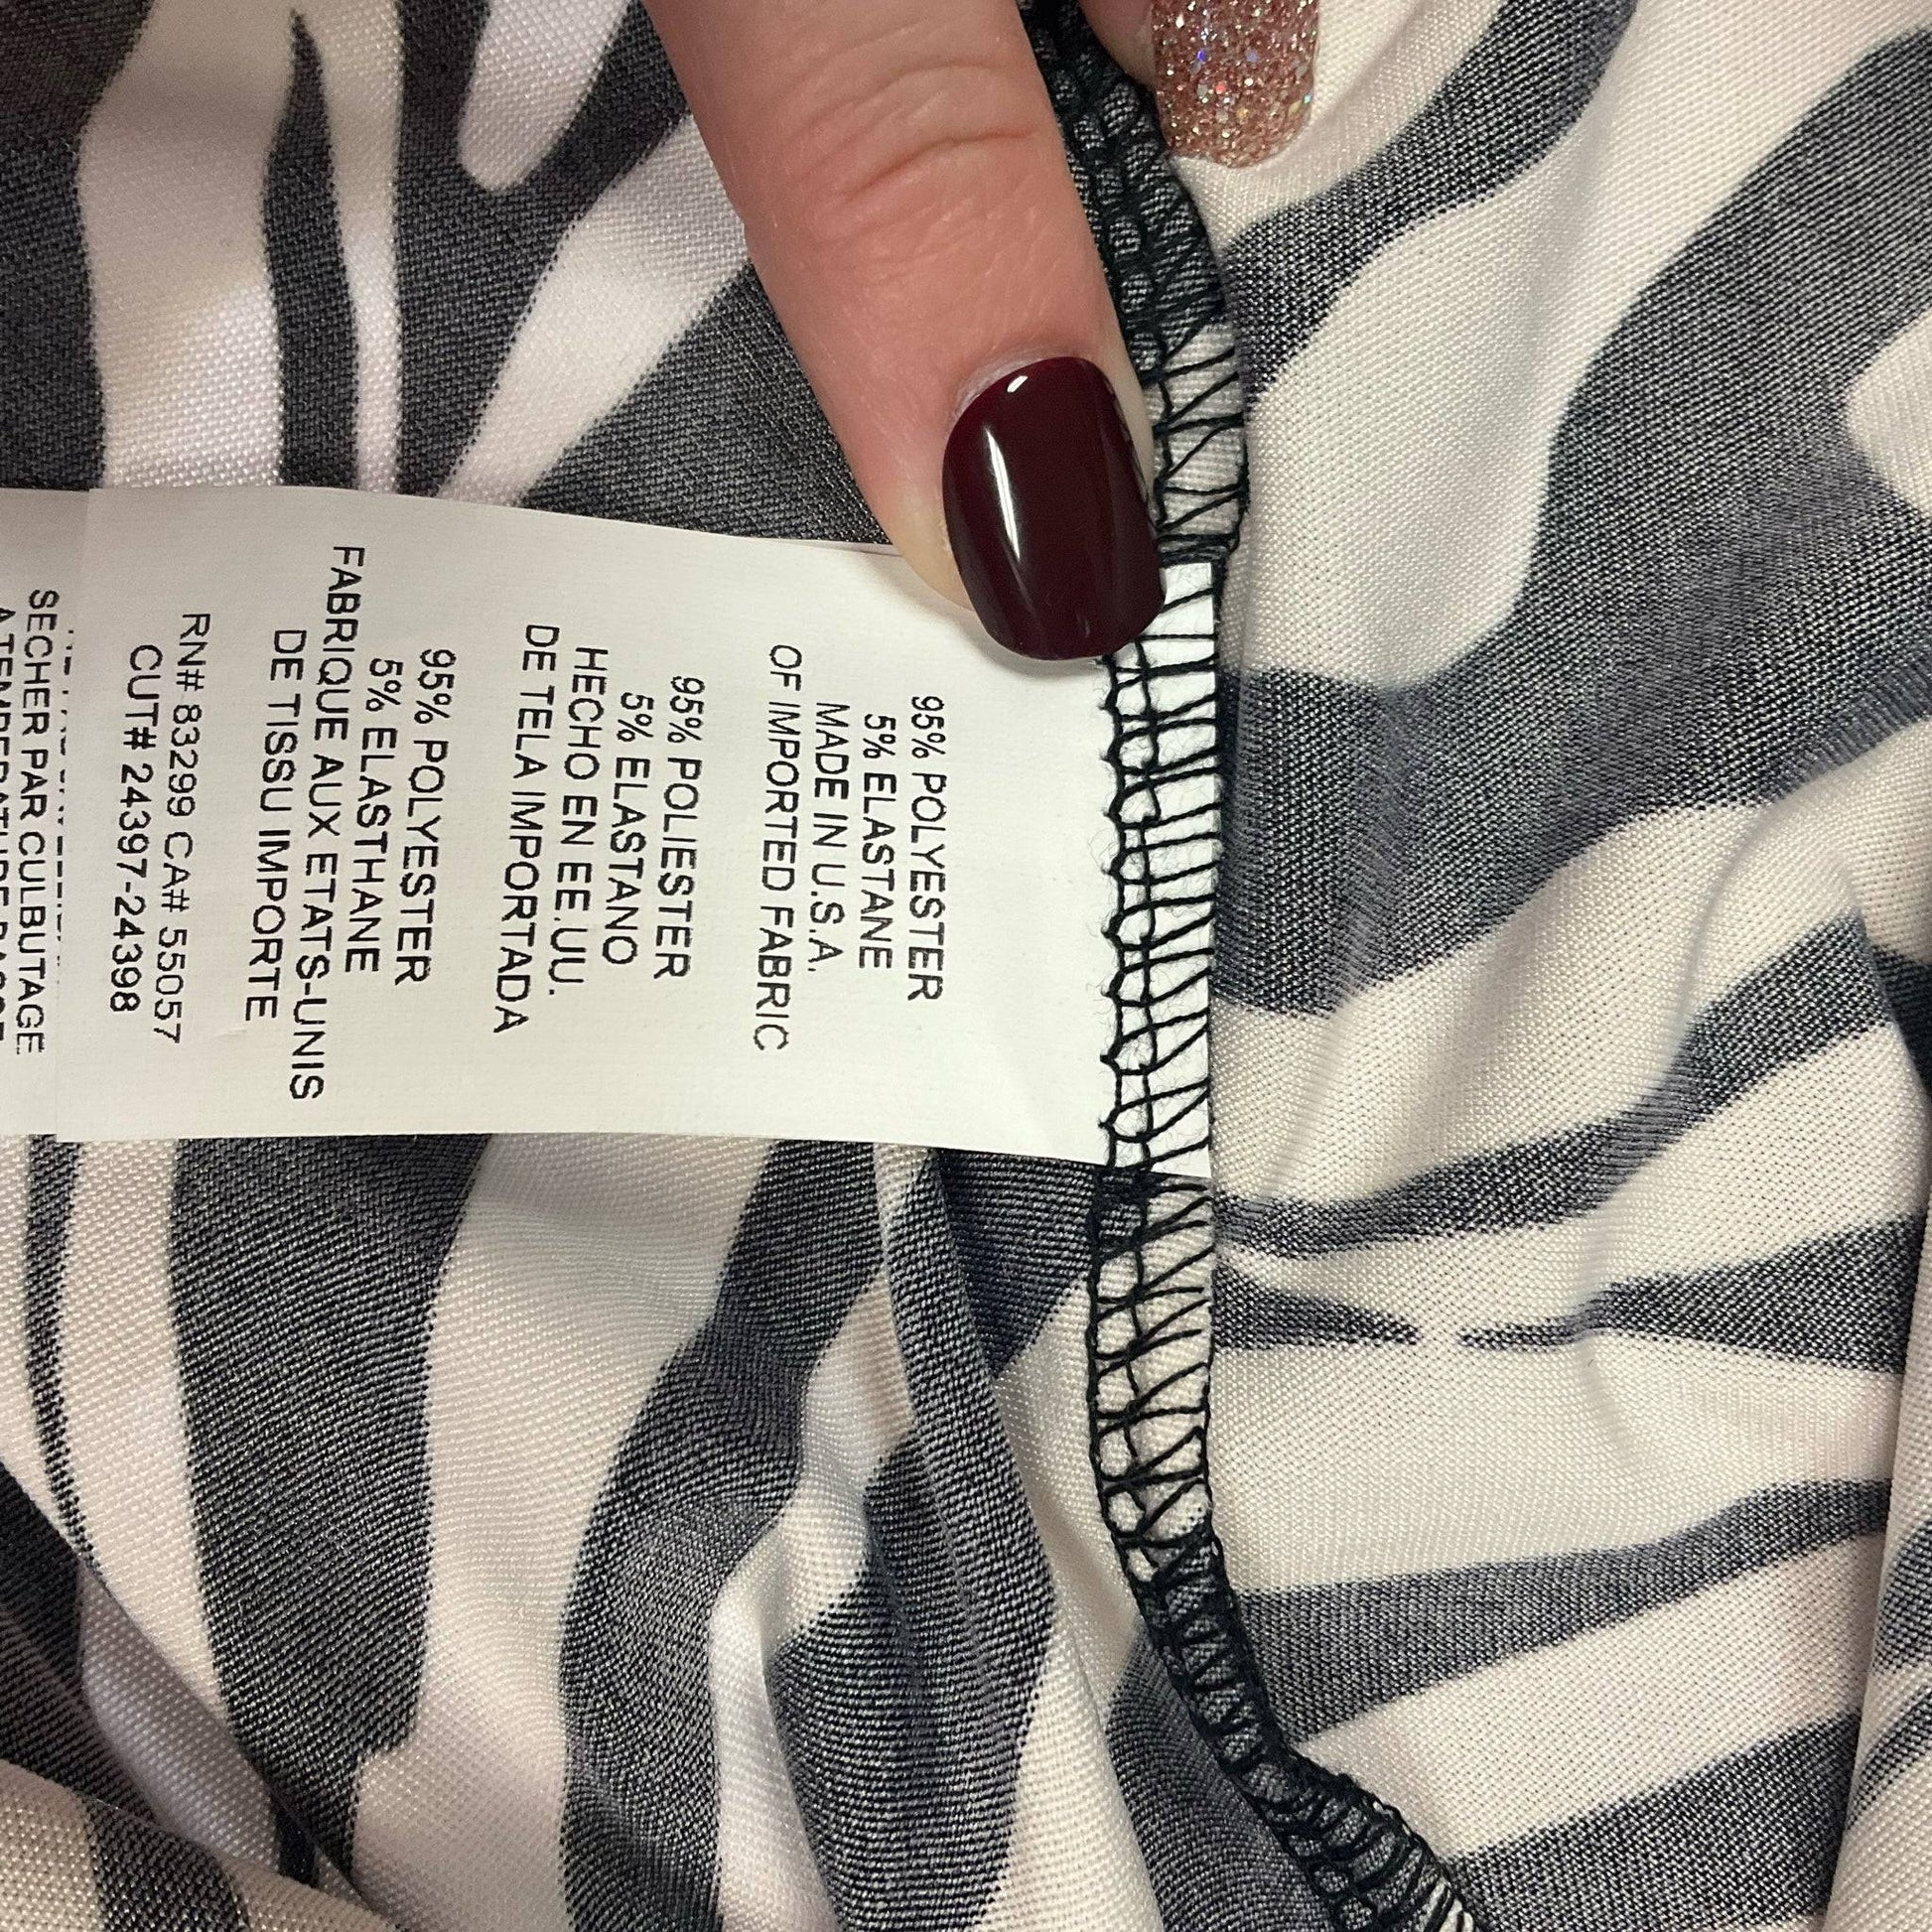 95% POLYESTER
5% ELASTANE
MADE IN U.S.A.
OF IMPORTED FABRIC
95% POLIESTER
5% ELASTANO
HECHO EN EE.UU.
DE TELA IMPORTADA
95% POLYESTER
5% ELASTHANE
FABRIQUE AUX ETATS-UNIS
DE TISSU IMPORTE
RN# 83299 CA# 55057
CUT# 24397-24398
SECHER PAR CULBUTAGE
A TEMPERATURE BASSE